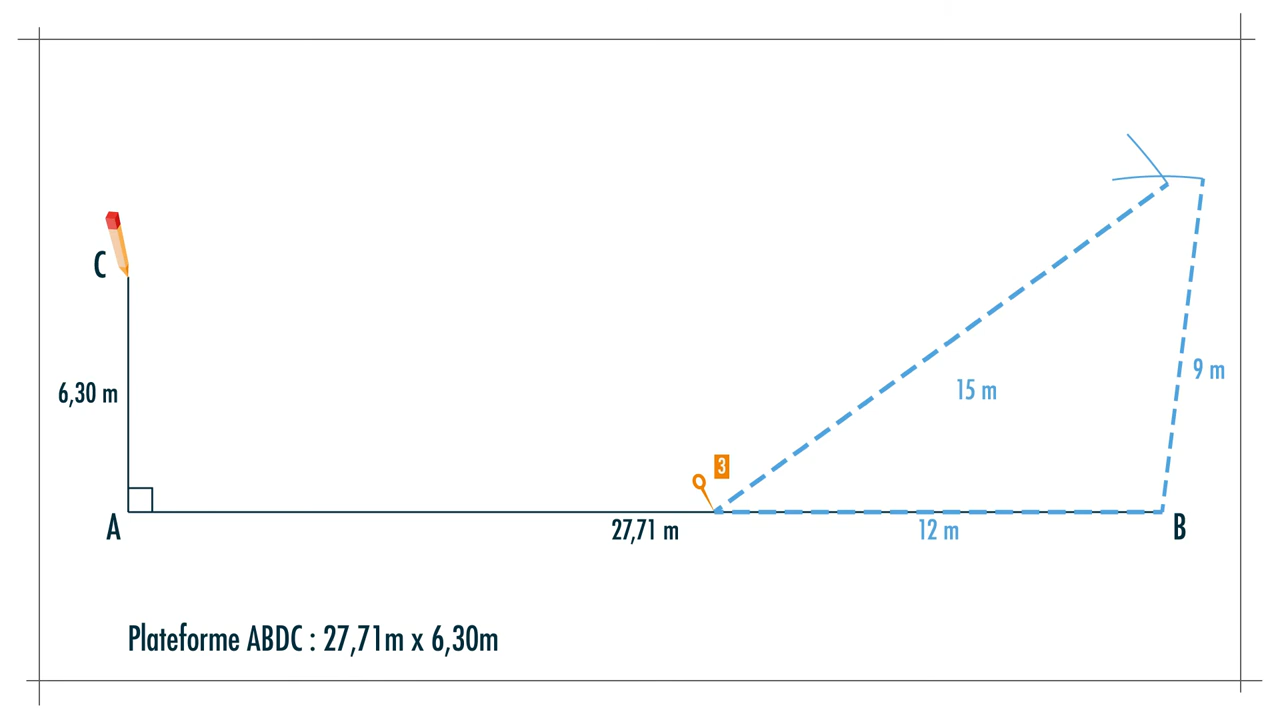 C
6,30 m
9 m
15 m
3
A
27,71 m
12 m
B
Plateforme ABDC : 27,71m x 6,30m